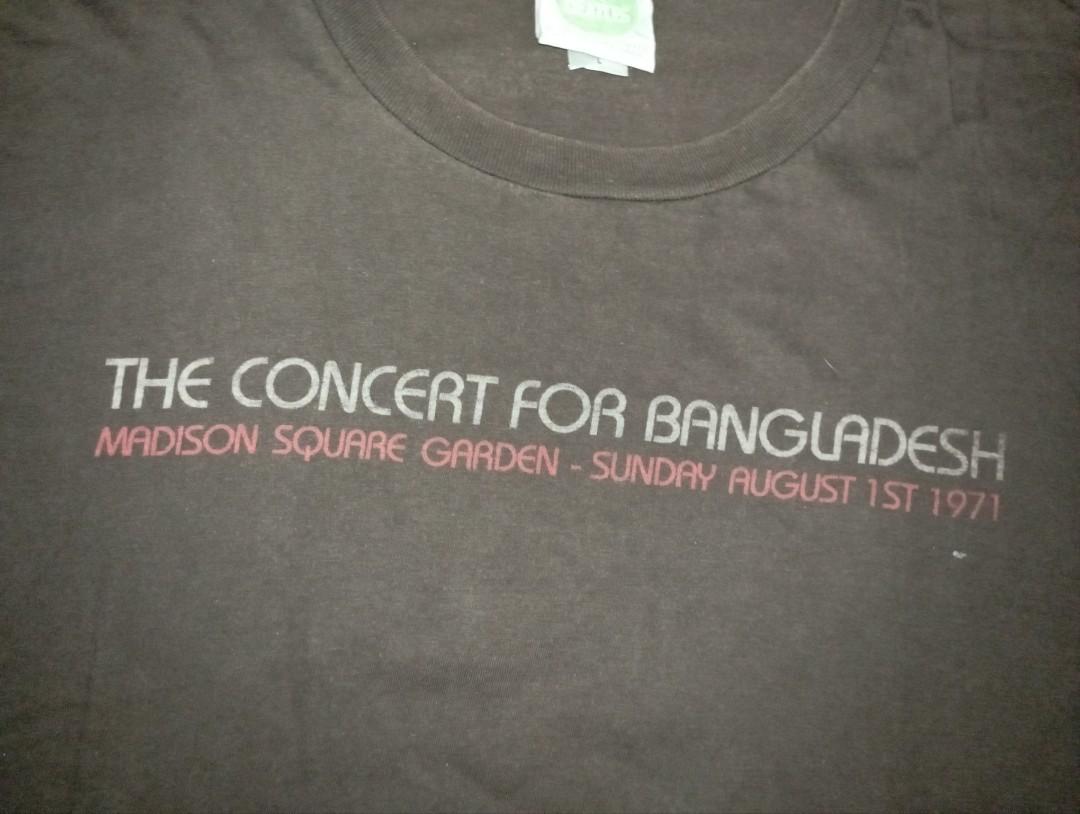 THE CONCERT FOR BANGLADESH
MADISON SQUARE GARDEN - SUNDAY AUGUST 1ST 1971